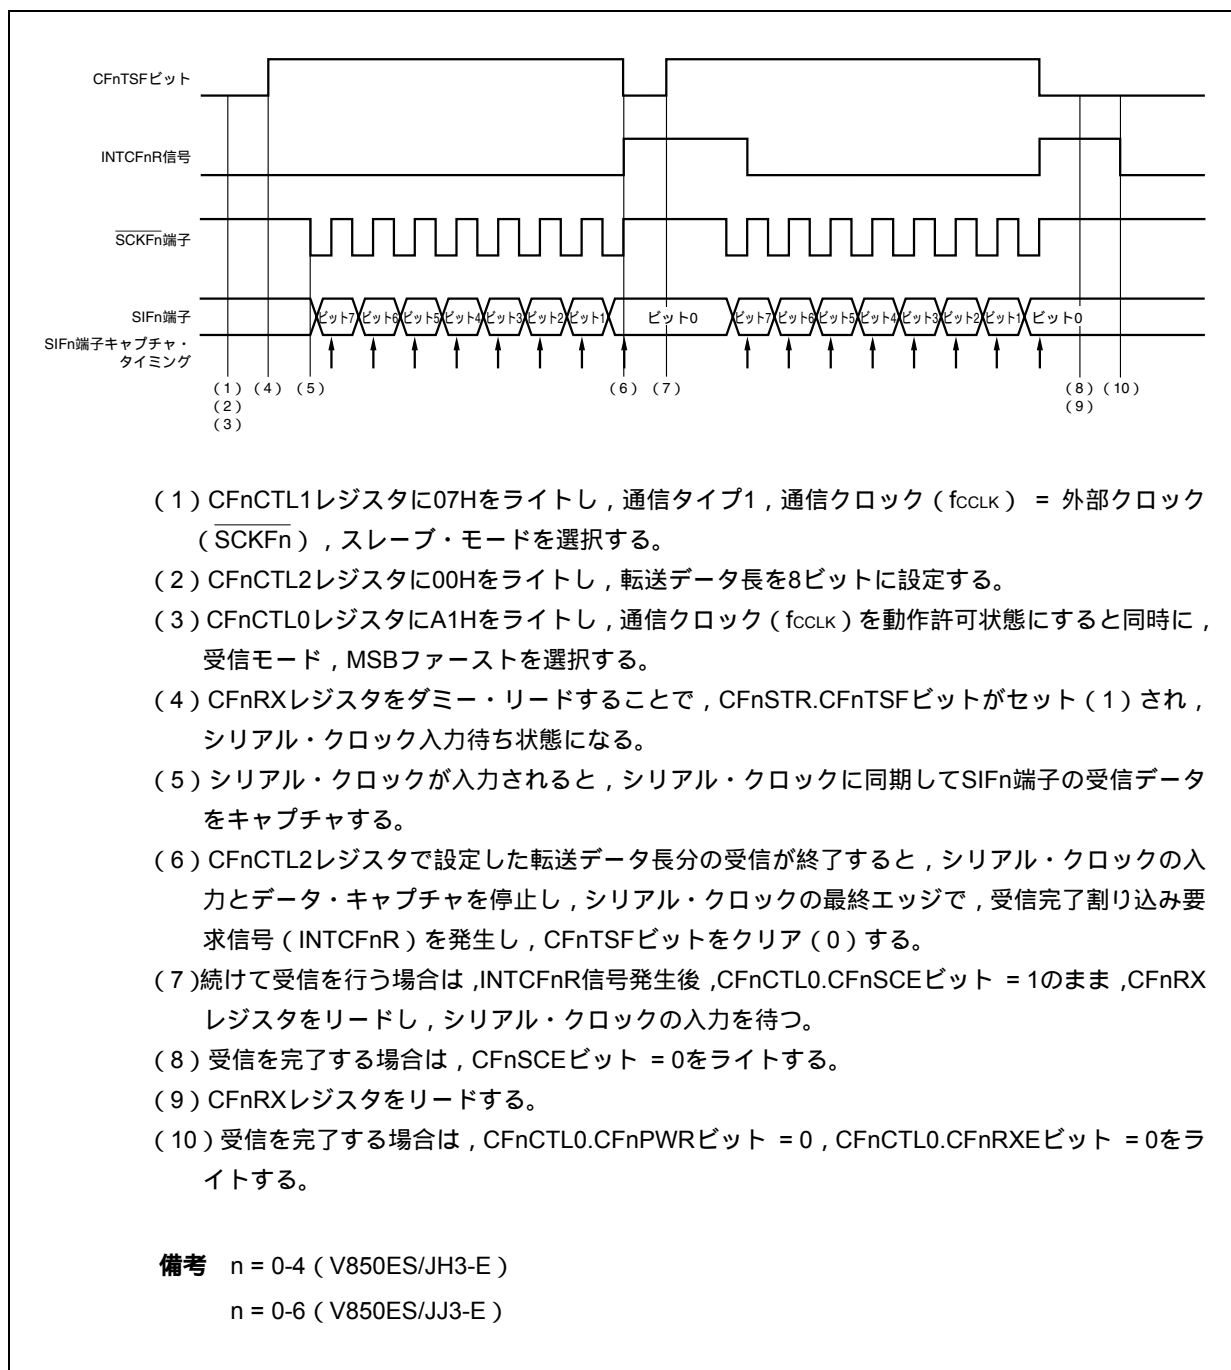 CFnTSFビット
INTCFnR信号
SCKFn端子
SIFn端子
ビット7 ビット6 ビット5 ビット4 ビット3 ビット2 ビット1 ビット0 ビット7 ビット6 ビット5 ビット4 ビット3 ビット2 ビット1 ビット0
SIFn端子キャプチャ・
タイミング
(1) (4) (5) (6) (7) (8) (10)
(2) (9)
(3)
(1)CFnCTL1レジスタに07Hをライトし,通信タイプ1,通信クロック(fCCLK) = 外部クロック
(SCKFn),スレーブ・モードを選択する。
(2)CFnCTL2レジスタに00Hをライトし,転送データ長を8ビットに設定する。
(3)CFnCTL0レジスタにA1Hをライトし,通信クロック(fCCLK)を動作許可状態にすると同時に,
受信モード,MSBファーストを選択する。
(4)CFnRXレジスタをダミー・リードすることで,CFnSTR.CFnTSFビットがセット(1)され,
シリアル・クロック入力待ち状態になる。
(5)シリアル・クロックが入力されると,シリアル・クロックに同期してSIFn端子の受信データ
をキャプチャする。
(6)CFnCTL2レジスタで設定した転送データ長分の受信が終了すると,シリアル・クロックの入
力とデータ・キャプチャを停止し,シリアル・クロックの最終エッジで,受信完了割り込み要
求信号(INTCFnR)を発生し,CFnTSFビットをクリア(0)する。
(7)続けて受信を行う場合は,INTCFnR信号発生後,CFnCTL0.CFnSCEビット = 1のまま,CFnRX
レジスタをリードし,シリアル・クロックの入力を待つ。
(8)受信を完了する場合は,CFnSCEビット = 0をライトする。
(9)CFnRXレジスタをリードする。
(10)受信を完了する場合は,CFnCTL0.CFnPWRビット = 0,CFnCTL0.CFnRXEビット = 0をラ
イトする。
備考 n = 0-4(V850ES/JH3-E)
n = 0-6(V850ES/JJ3-E)